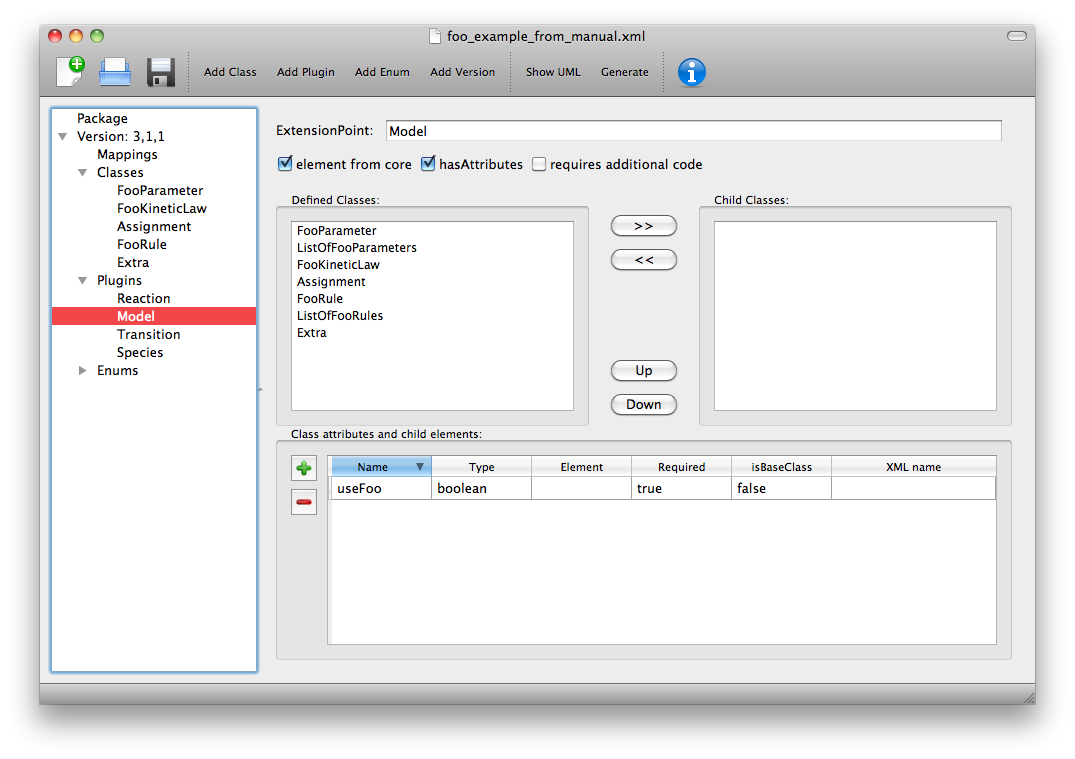 foo_example_from_manual.xml
Add Class Add Plugin Add Enum Add Version Show UML Generate
Package
Version: 3,1,1
Mappings
Classes
FooParameter
FooKineticLaw
Assignment
FooRule
Extra
Plugins
Reaction
Model
Transition
Species
Enums
ExtensionPoint: Model
element from core hasAttributes requires additional code
Defined Classes:
FooParameter
ListOfFooParameters
FooKineticLaw
Assignment
FooRule
ListOfFooRules
Extra
>>
<<
Up
Down
Child Classes:
Class attributes and child elements:
Name Type Element Required isBaseClass XML name
useFoo boolean true false